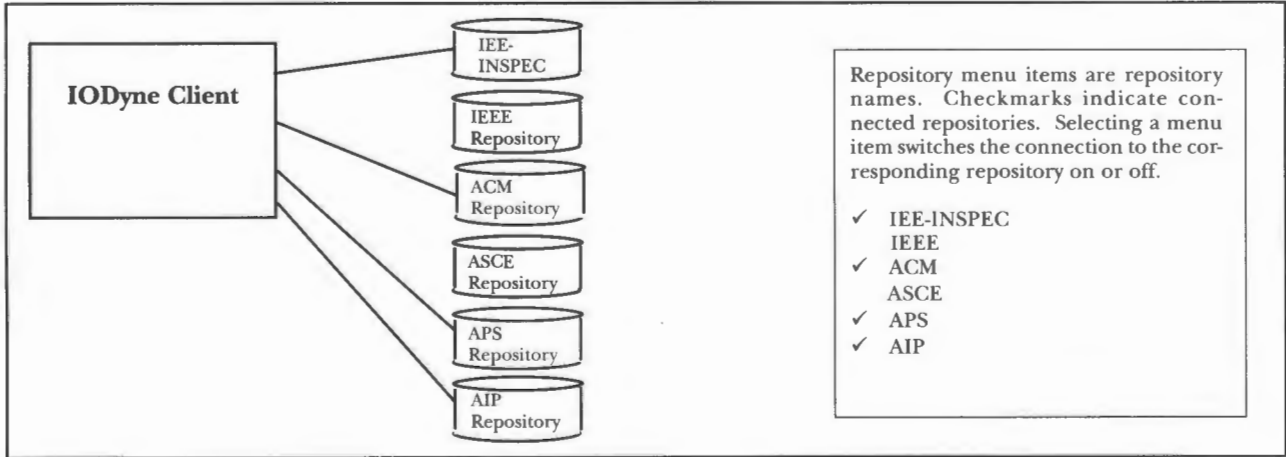 IODyne Client
IEE-
INSPEC
IEEE
Repository
ACM
Repository
ASCE
Repository
APS
Repository
AIP
Repository
Repository menu items are repository
names. Checkmarks indicate con-
nected repositories. Selecting a menu
item switches the connection to the cor-
responding repository on or off.
✓ IEE-INSPEC
IEEE
✓ ACM
ASCE
✓ APS
✓ AIP